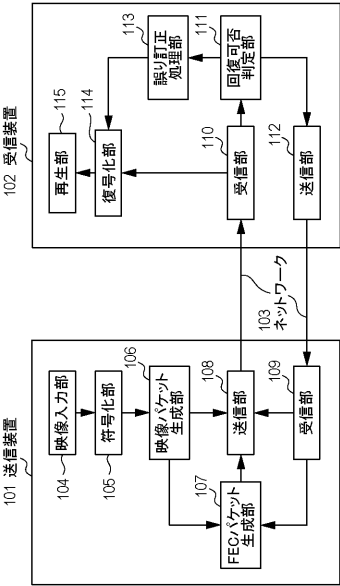 101 送信装置
映像入力部
104
符号化部
105
映像パケット
生成部
106
FECパケット
生成部
107
送信部
108
受信部
109
103
ネットワーク
102 受信装置
受信部
110
回復可否
判定部
111
送信部
112
誤り訂正
処理部
113
復号化部
114
再生部
115